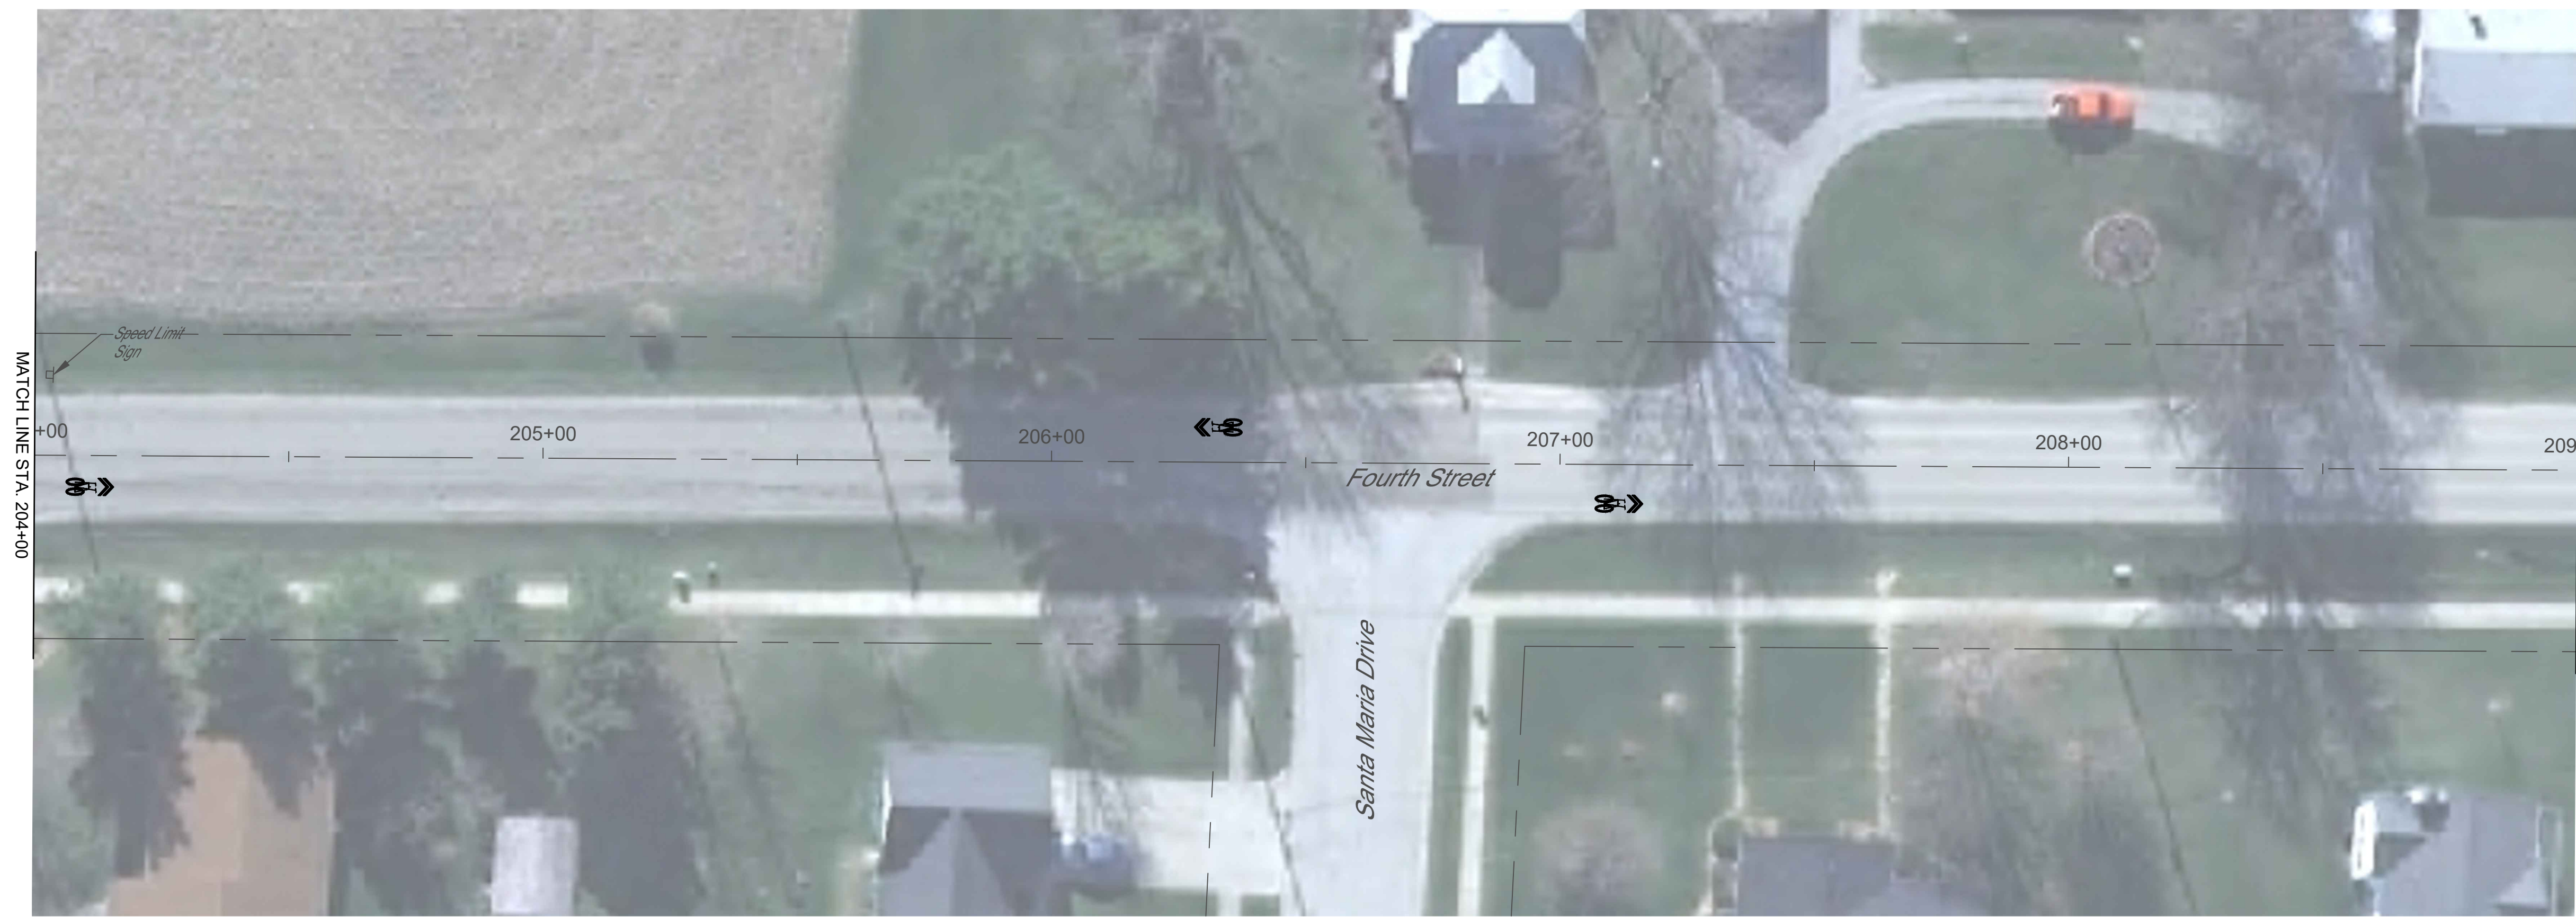 Speed Limit
Sign
MATCH LINE STA. 204+00
+00
205+00
206+00
207+00
208+00
209
Fourth Street
Santa Maria Drive